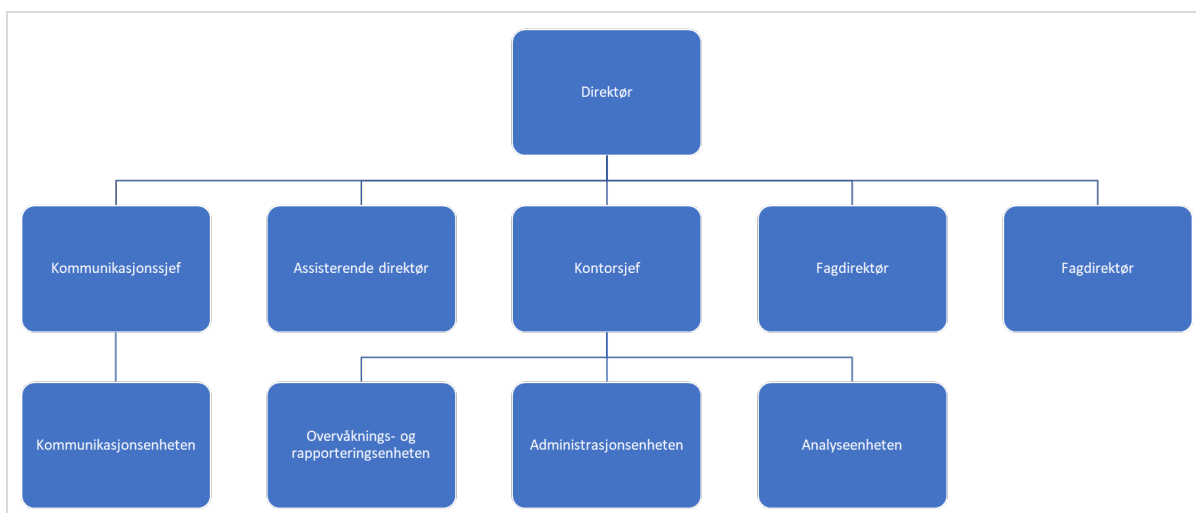 Direktør
Kommunikasjonssjef
Assisterende direktør
Kontorsjef
Fagdirektør
Fagdirektør
Kommunikasjonsenheten
Overvåknings- og
rapporteringsenheten
Administrasjonsenheten
Analyseenheten